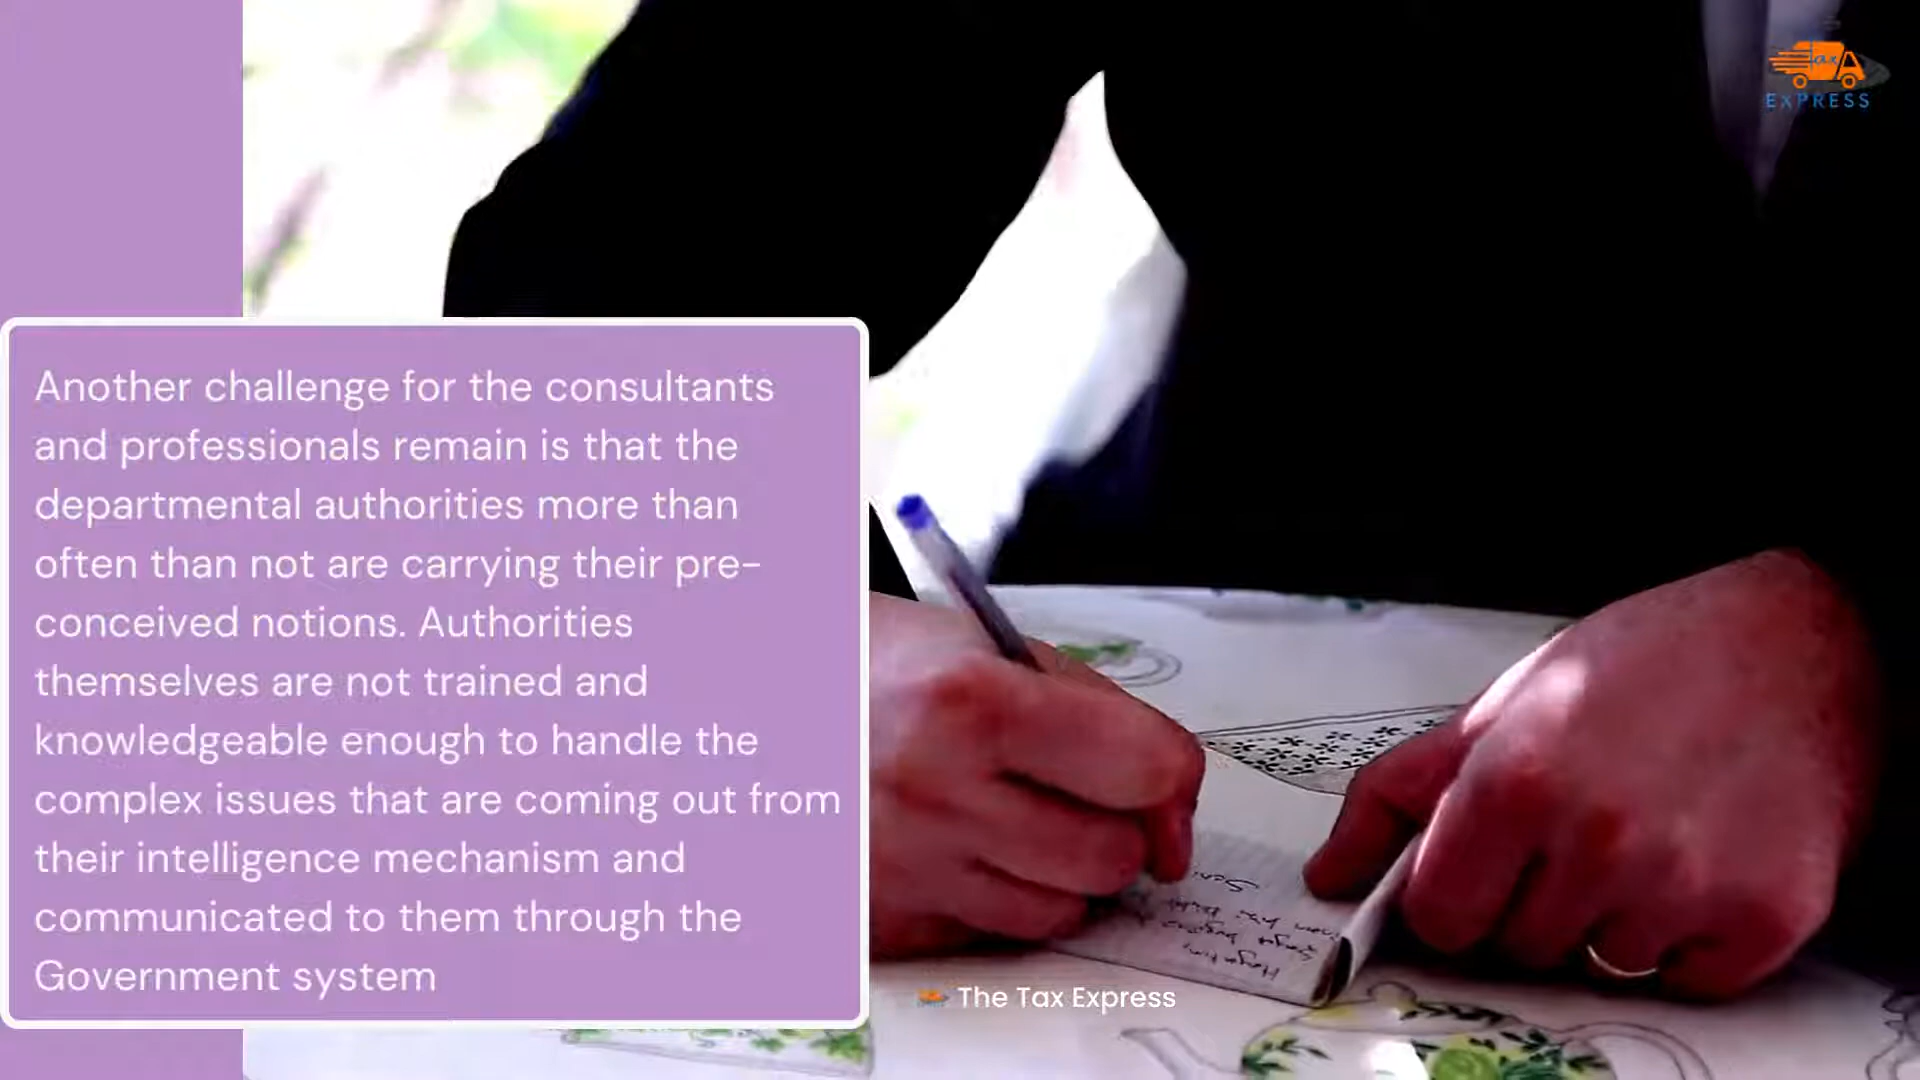 Tax
EXPRESS
Another challenge for the consultants
and professionals remain is that the
departmental authorities more than
often than not are carrying their pre-
conceived notions. Authorities
themselves are not trained and
knowledgeable enough to handle the
complex issues that are coming out from
their intelligence mechanism and
communicated to them through the
Government system
The Tax Express